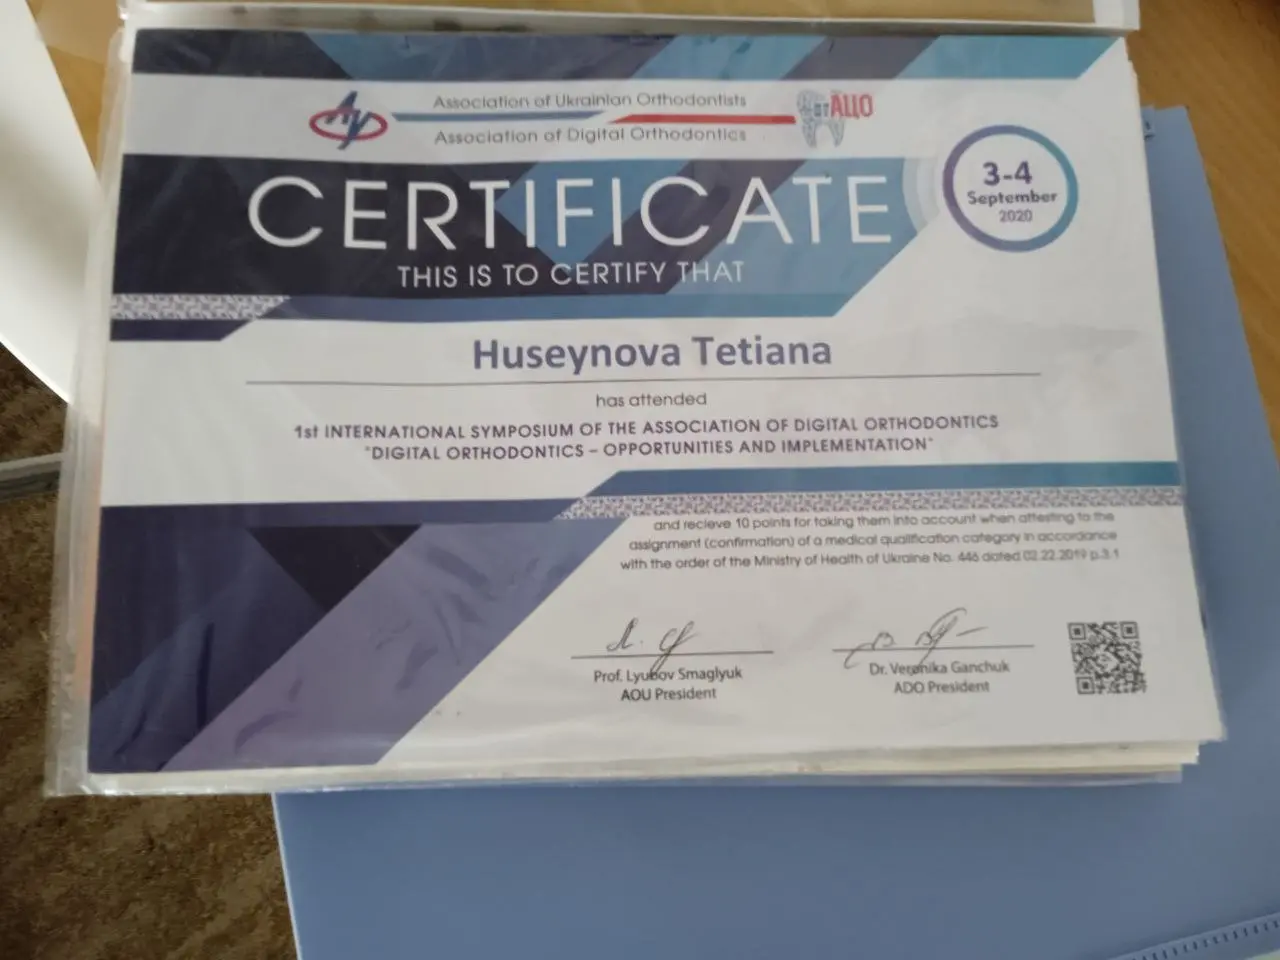 Association of Ukrainian Orthodontists
Association of Digital Orthodontics
АЦО
CERTIFICATE
3-4
September
2020
THIS IS TO CERTIFY THAT
Huseynova Tetiana
has attended
1st INTERNATIONAL SYMPOSIUM OF THE ASSOCIATION OF DIGITAL ORTHODONTICS
"DIGITAL ORTHODONTICS – OPPORTUNITIES AND IMPLEMENTATION"
and recieve 10 points for taking them into account when attesting to the
assignment (confirmation) of a medical qualification category in accordance
with the order of the Ministry of Health of Ukraine No. 446 dated 02.22.2019 p.3.1
Prof. Lyubov Smaglyuk
AOU President
Dr. Veronika Ganchuk
ADO President